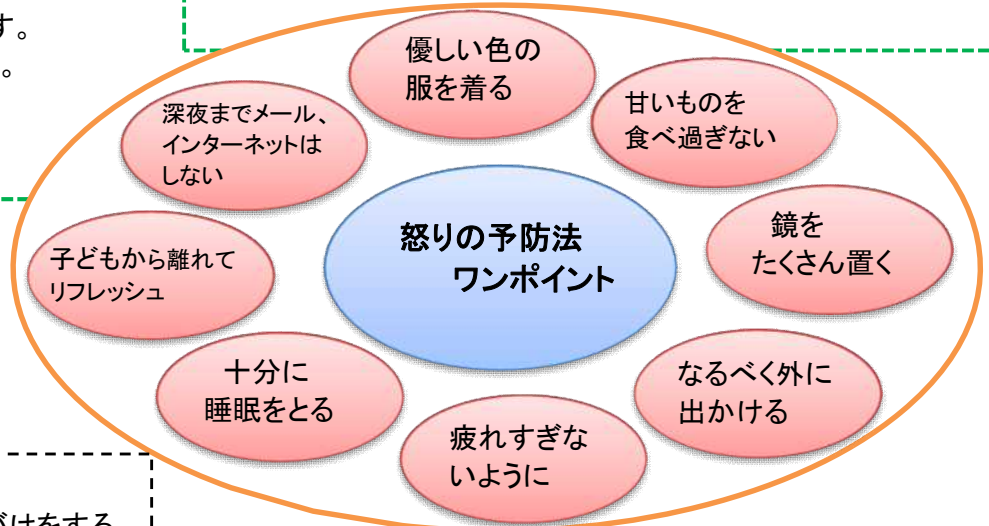 す。
。
優しい色の
服を着る
甘いものを
食べ過ぎない
深夜までメール、
インターネットは
しない
鏡を
たくさん置く
怒りの予防法
ワンポイント
子どもから離れて
リフレッシュ
なるべく外に
出かける
十分に
睡眠をとる
疲れすぎな
いように
けをする